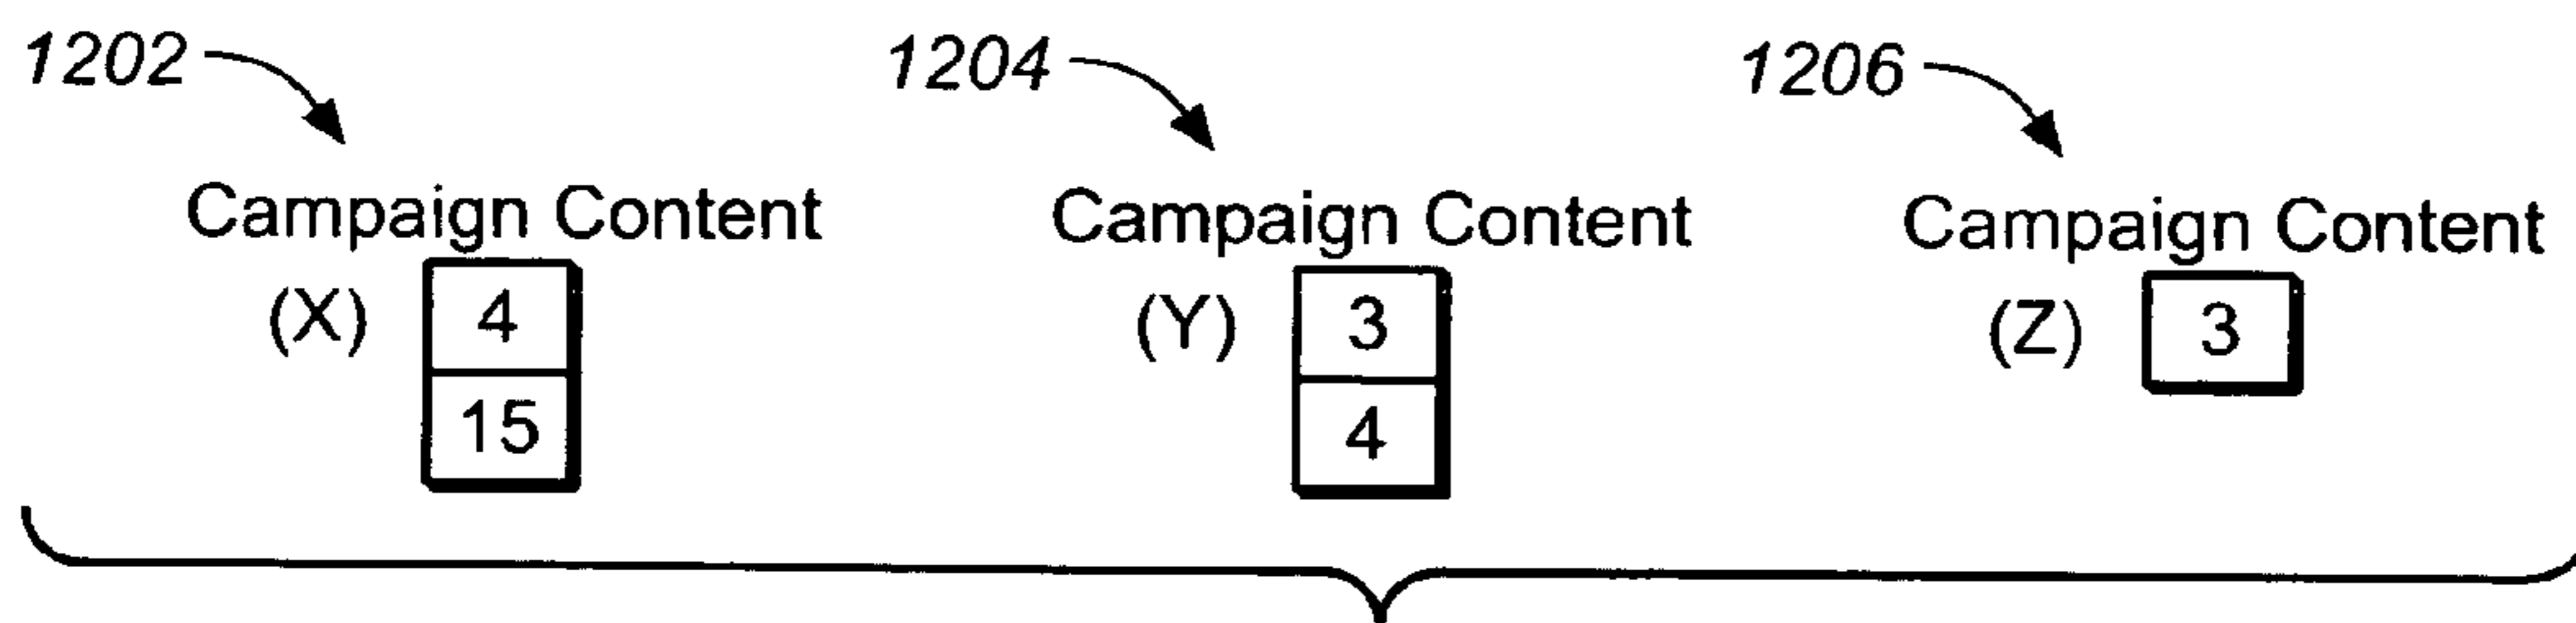 1202 1204 1206
Campaign Content Campaign Content Campaign Content
(X) 4 (Y) 3 (Z) 3
15 4